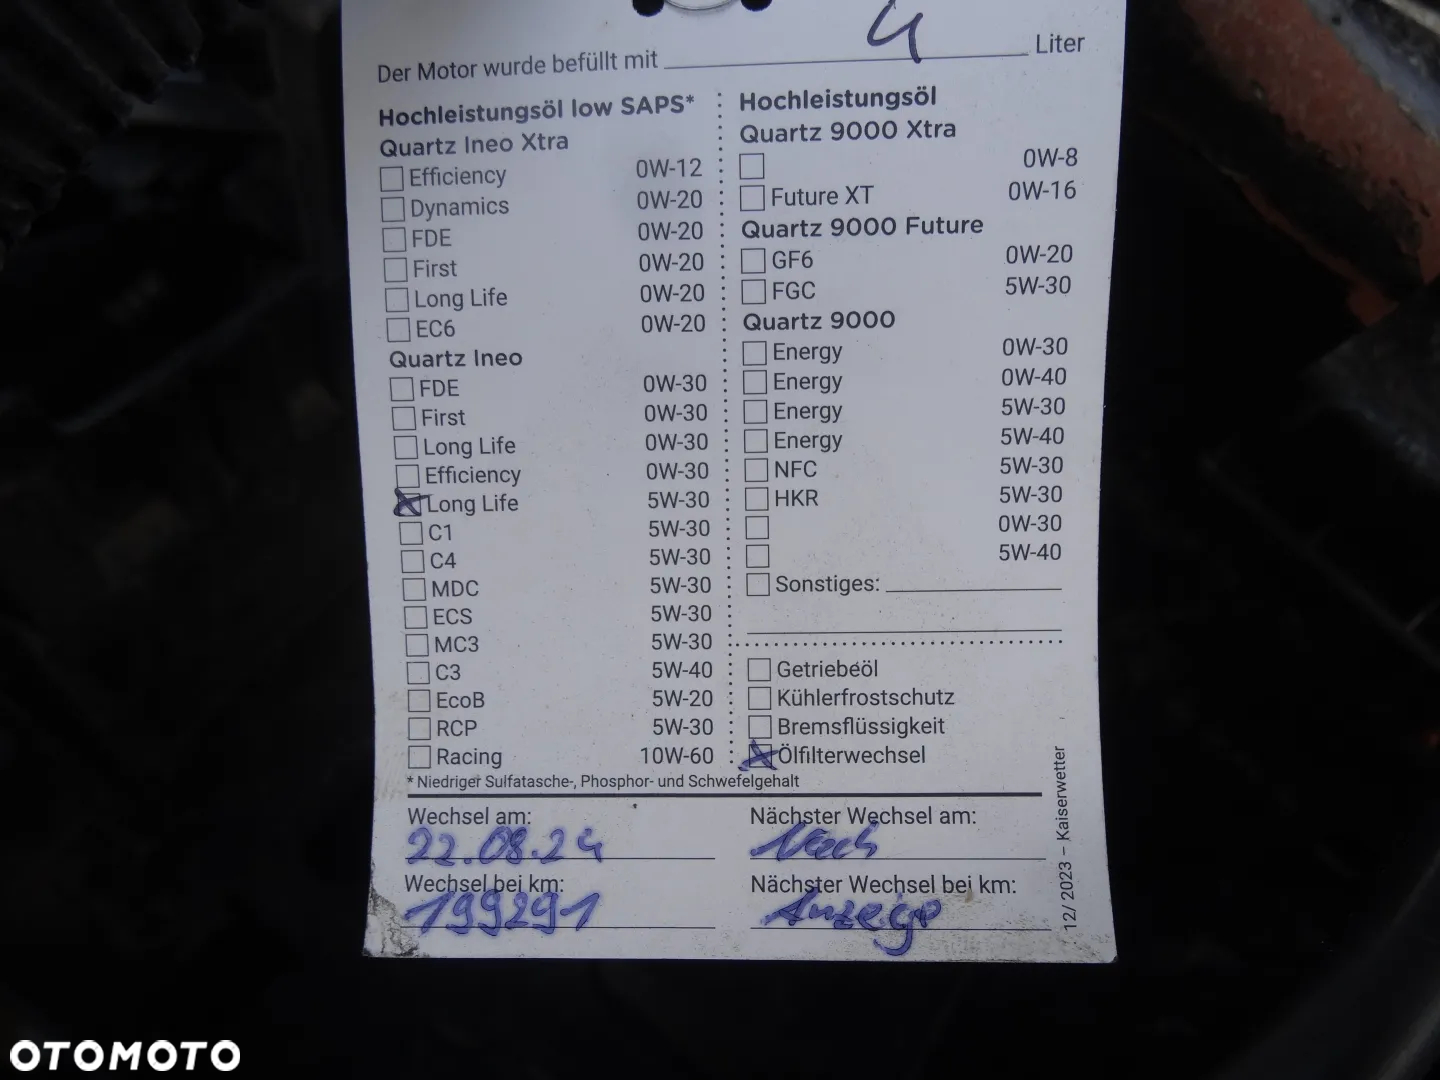 Der Motor wurde befüllt mit 4 Liter
Hochleistungsöl low SAPS*
Quartz Ineo Xtra
Efficiency 0W-12
Dynamics 0W-20
FDE 0W-20
First 0W-20
Long Life 0W-20
EC6 0W-20
Quartz Ineo
FDE 0W-30
First 0W-30
Long Life 0W-30
Efficiency 0W-30
Long Life 5W-30
C1 5W-30
C4 5W-30
MDC 5W-30
ECS 5W-30
MC3 5W-30
C3 5W-40
EcoB 5W-20
RCP 5W-30
Racing 10W-60
Hochleistungsöl
Quartz 9000 Xtra
0W-8
Future XT 0W-16
Quartz 9000 Future
GF6 0W-20
FGC 5W-30
Quartz 9000
Energy 0W-30
Energy 0W-40
Energy 5W-30
Energy 5W-40
NFC 5W-30
HKR 5W-30
0W-30
5W-40
Sonstiges:
Getriebeöl
Kühlerfrostschutz
Bremsflüssigkeit
Ölfilterwechsel
* Niedriger Sulfatasche-, Phosphor- und Schwefelgehalt
Wechsel am:
22.08.24
Wechsel bei km:
199291
Nächster Wechsel am:
Nach
Nächster Wechsel bei km:
Anzeige
12/ 2023 – Kaiserwetter
OTOMOTO